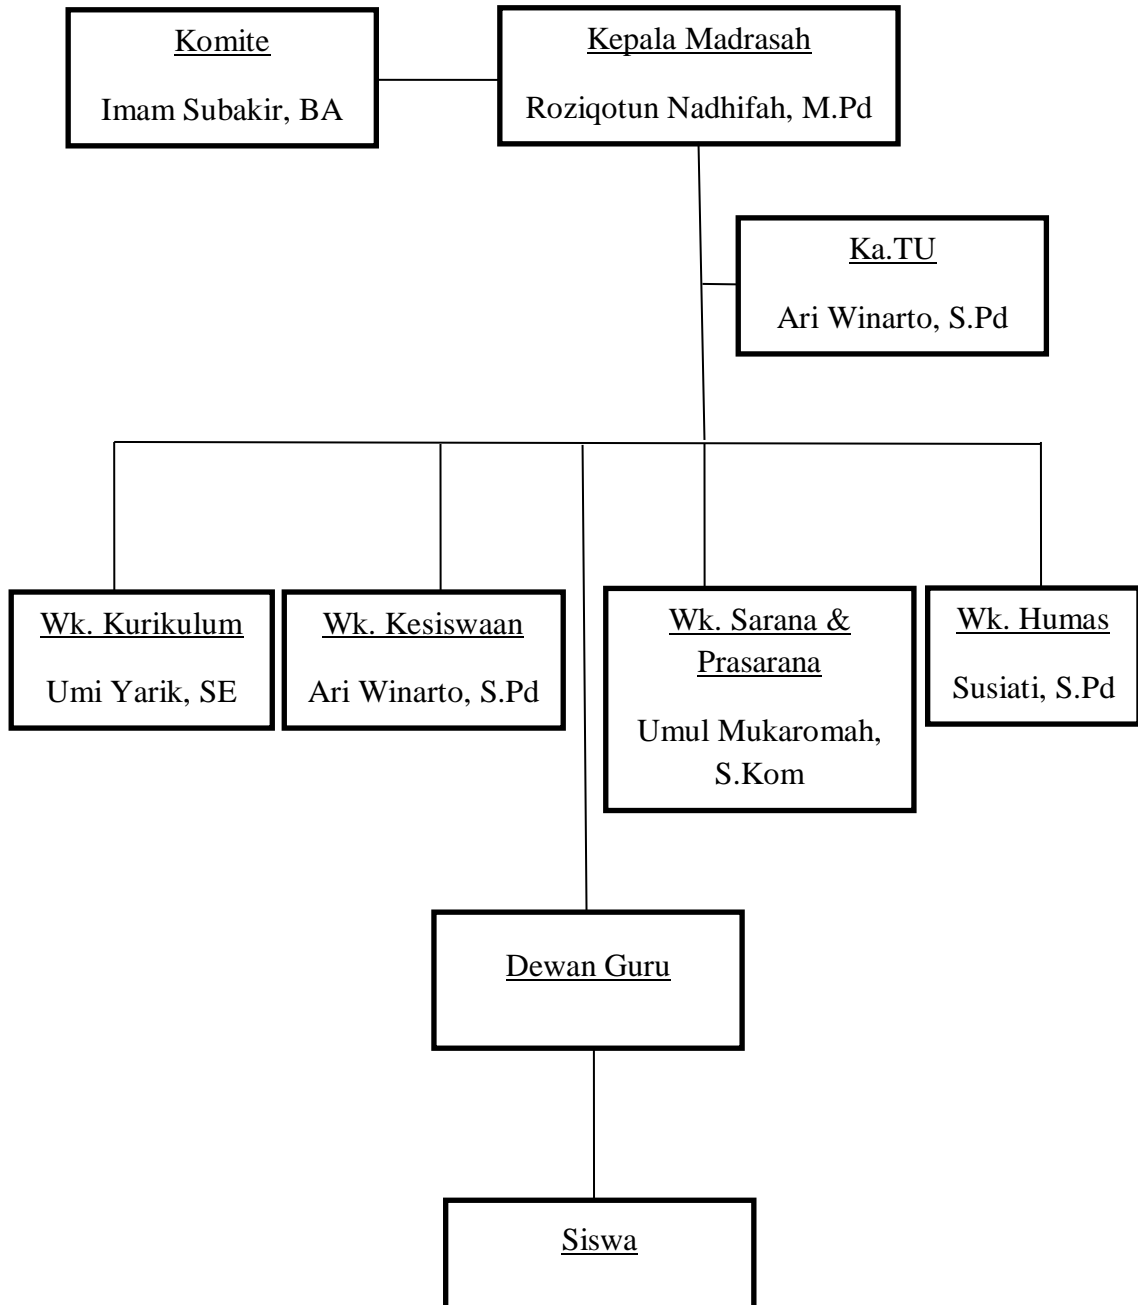 Komite
Imam Subakir, BA
Kepala Madrasah
Roziqotun Nadhifah, M.Pd
Ka.TU
Ari Winarto, S.Pd
Wk. Kurikulum
Umi Yarik, SE
Wk. Kesiswaan
Ari Winarto, S.Pd
Wk. Sarana &
Prasarana
Umul Mukaromah,
S.Kom
Wk. Humas
Susiati, S.Pd
Dewan Guru
Siswa